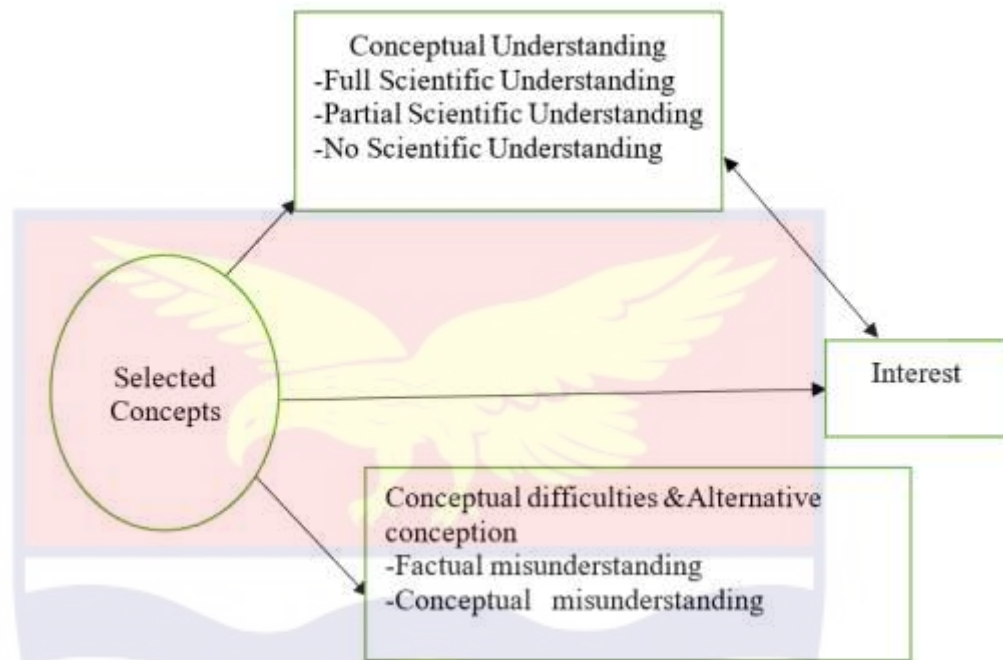 Conceptual Understanding
-Full Scientific Understanding
-Partial Scientific Understanding
-No Scientific Understanding
Selected
Concepts
Interest
Conceptual difficulties &Alternative
conception
-Factual misunderstanding
-Conceptual misunderstanding